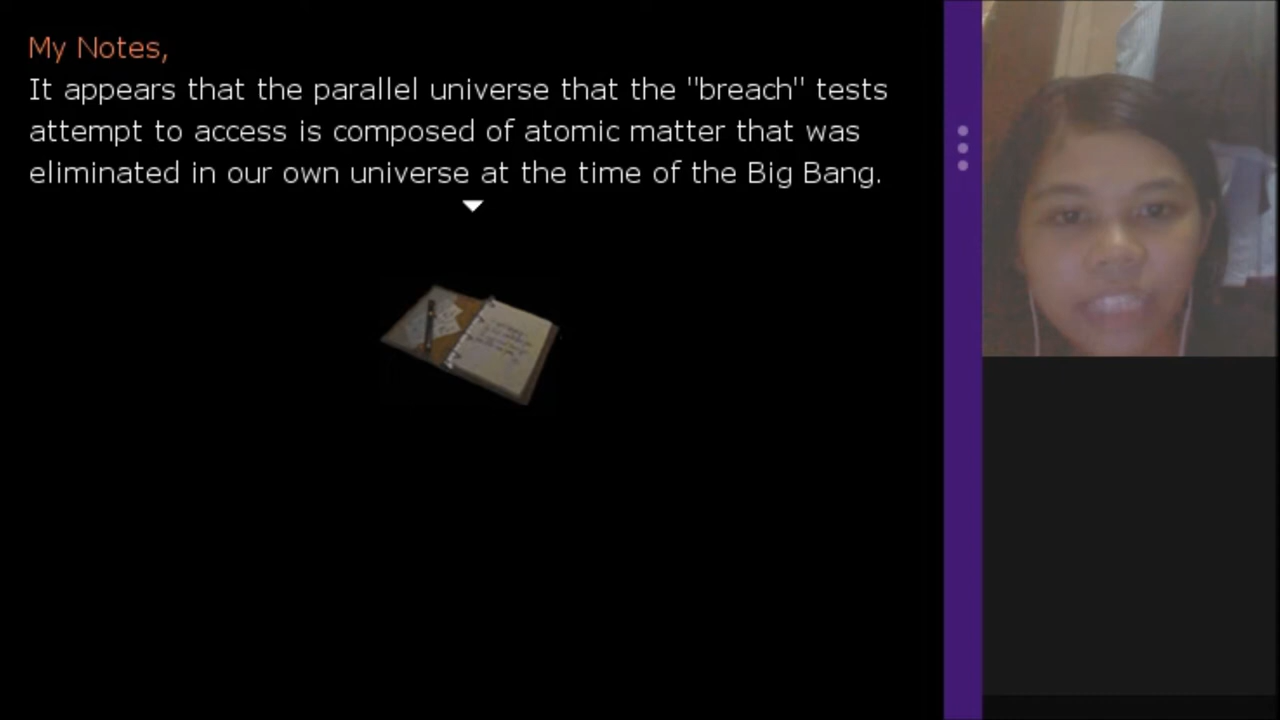 My Notes,
It appears that the parallel universe that the "breach" tests
attempt to access is composed of atomic matter that was
eliminated in our own universe at the time of the Big Bang.